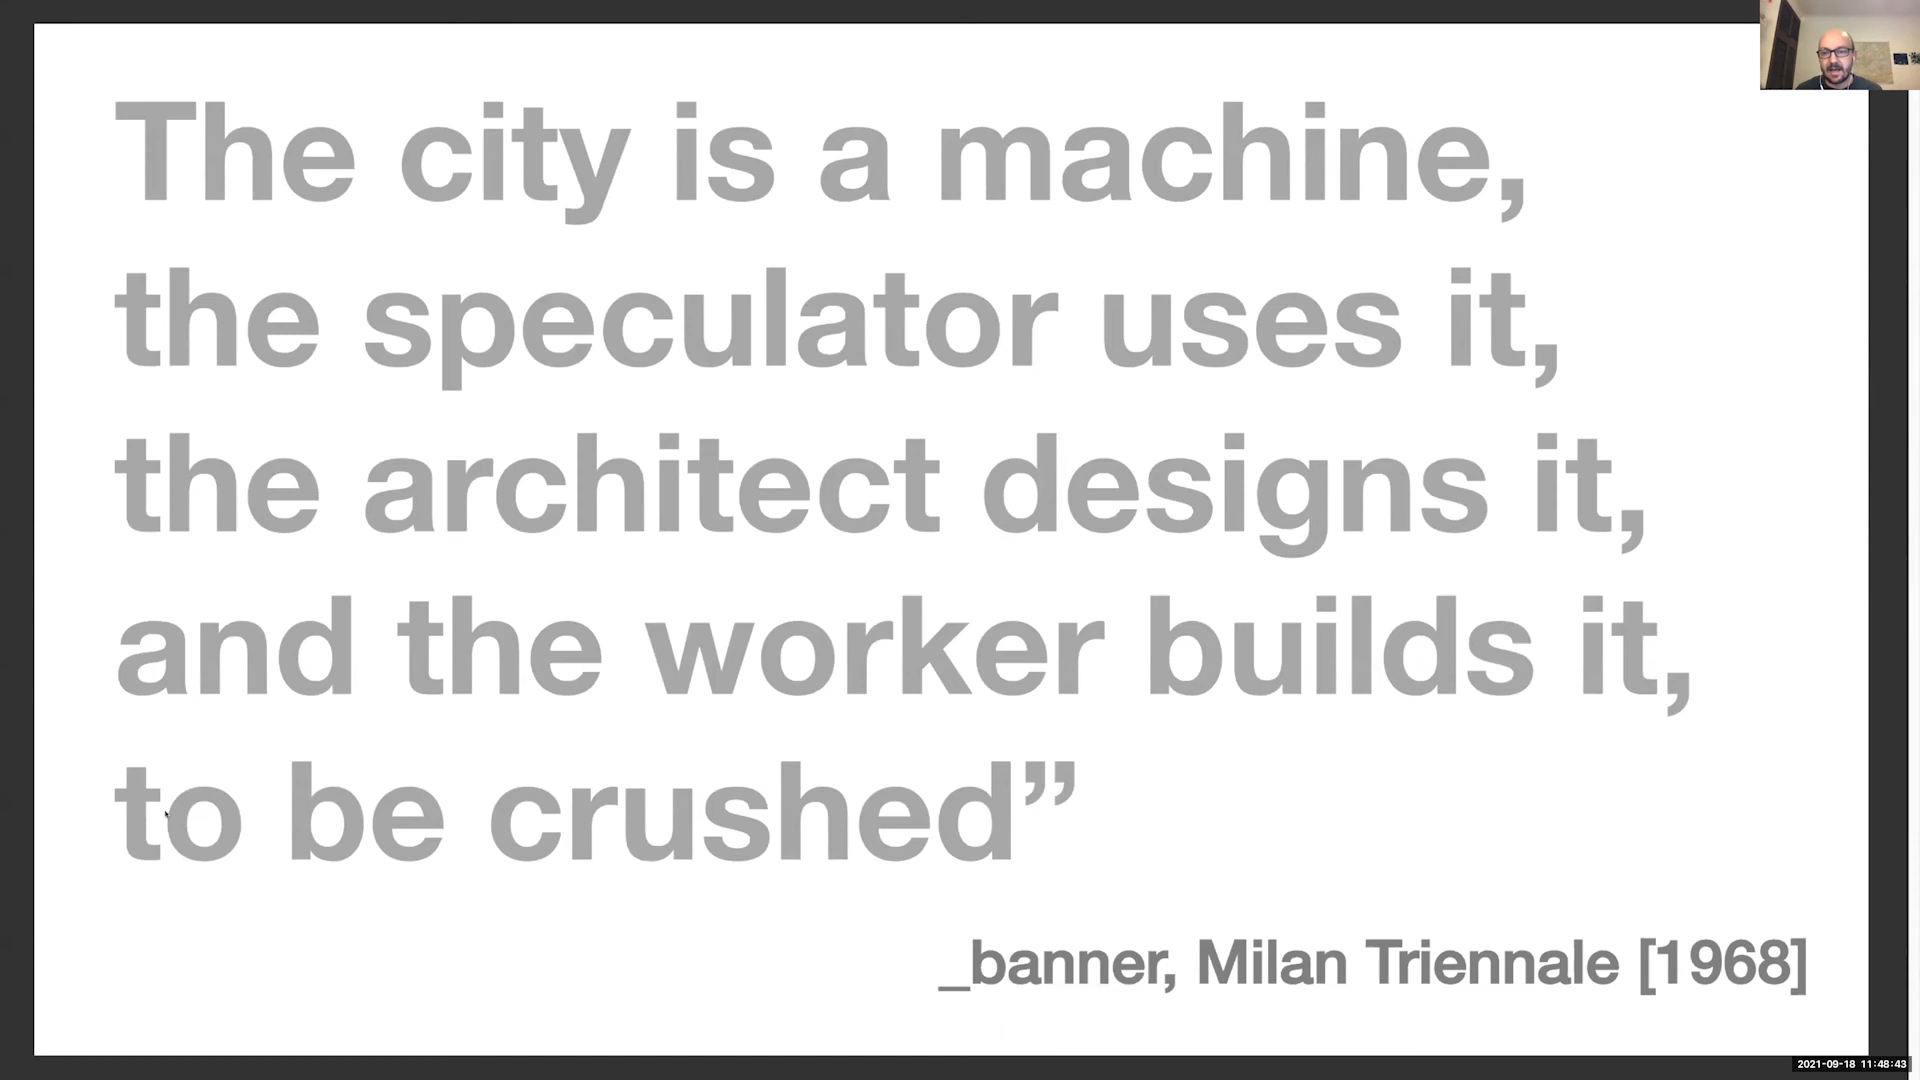 The city is a machine,
the speculator uses it,
the architect designs it,
and the worker builds it,
to be crushed”
_banner, Milan Triennale [1968]
2021-09-18 11:48:43